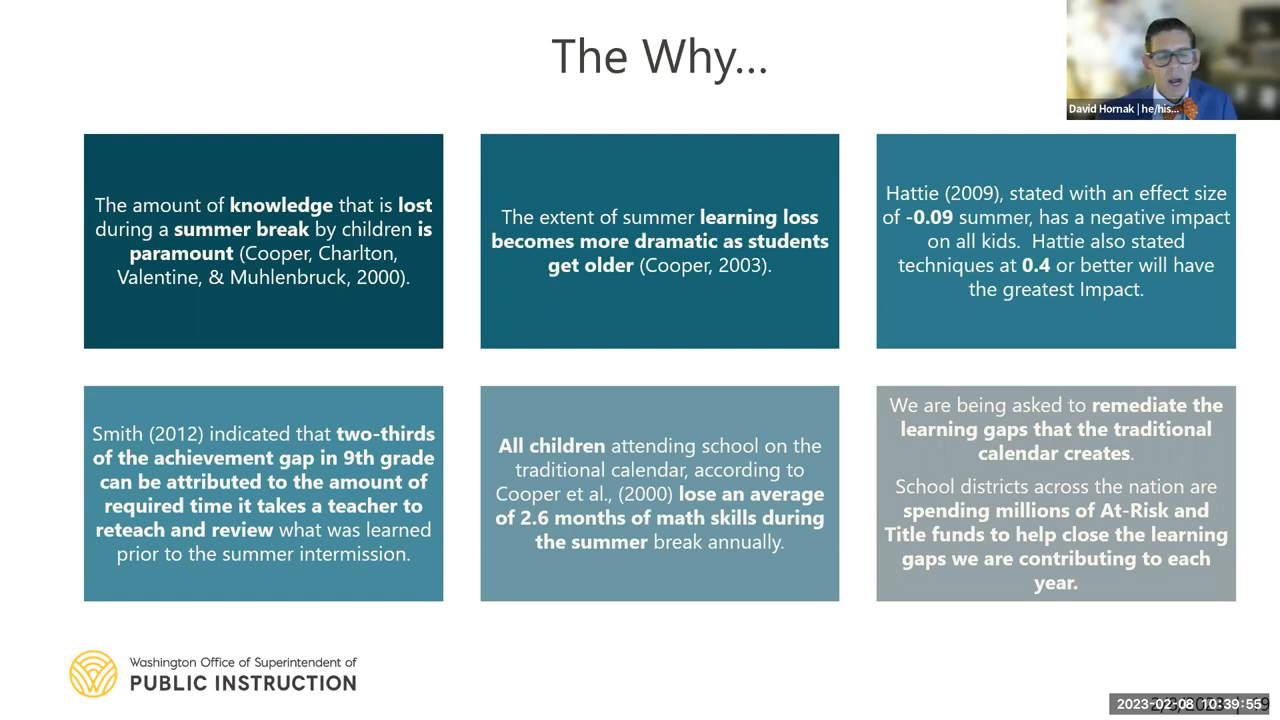 The Why...
David Hornak | he/his...
The amount of knowledge that is lost
during a summer break by children is
paramount (Cooper, Charlton,
Valentine, & Muhlenbruck, 2000).
The extent of summer learning loss
becomes more dramatic as students
get older (Cooper, 2003).
Hattie (2009), stated with an effect size
of -0.09 summer, has a negative impact
on all kids. Hattie also stated
techniques at 0.4 or better will have
the greatest Impact.
Smith (2012) indicated that two-thirds
of the achievement gap in 9th grade
can be attributed to the amount of
required time it takes a teacher to
reteach and review what was learned
prior to the summer intermission.
All children attending school on the
traditional calendar, according to
Cooper et al., (2000) lose an average
of 2.6 months of math skills during
the summer break annually.
We are being asked to remediate the
learning gaps that the traditional
calendar creates.
School districts across the nation are
spending millions of At-Risk and
Title funds to help close the learning
gaps we are contributing to each
year.
Washington Office of Superintendent of
PUBLIC INSTRUCTION
2023-02-08 10:39:55